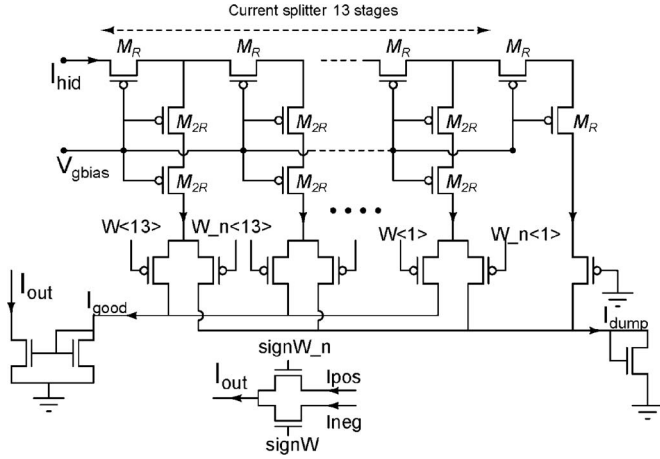 Current splitter 13 stages
M_R M_R M_R M_R
I_hid
M_2R M_2R M_2R M_R
V_gbias
M_2R M_2R M_2R
W<13> W_n<13> W<1> W_n<1>
I_out I_good I_dump
signW_n
I_out Ipos
Ineg
signW